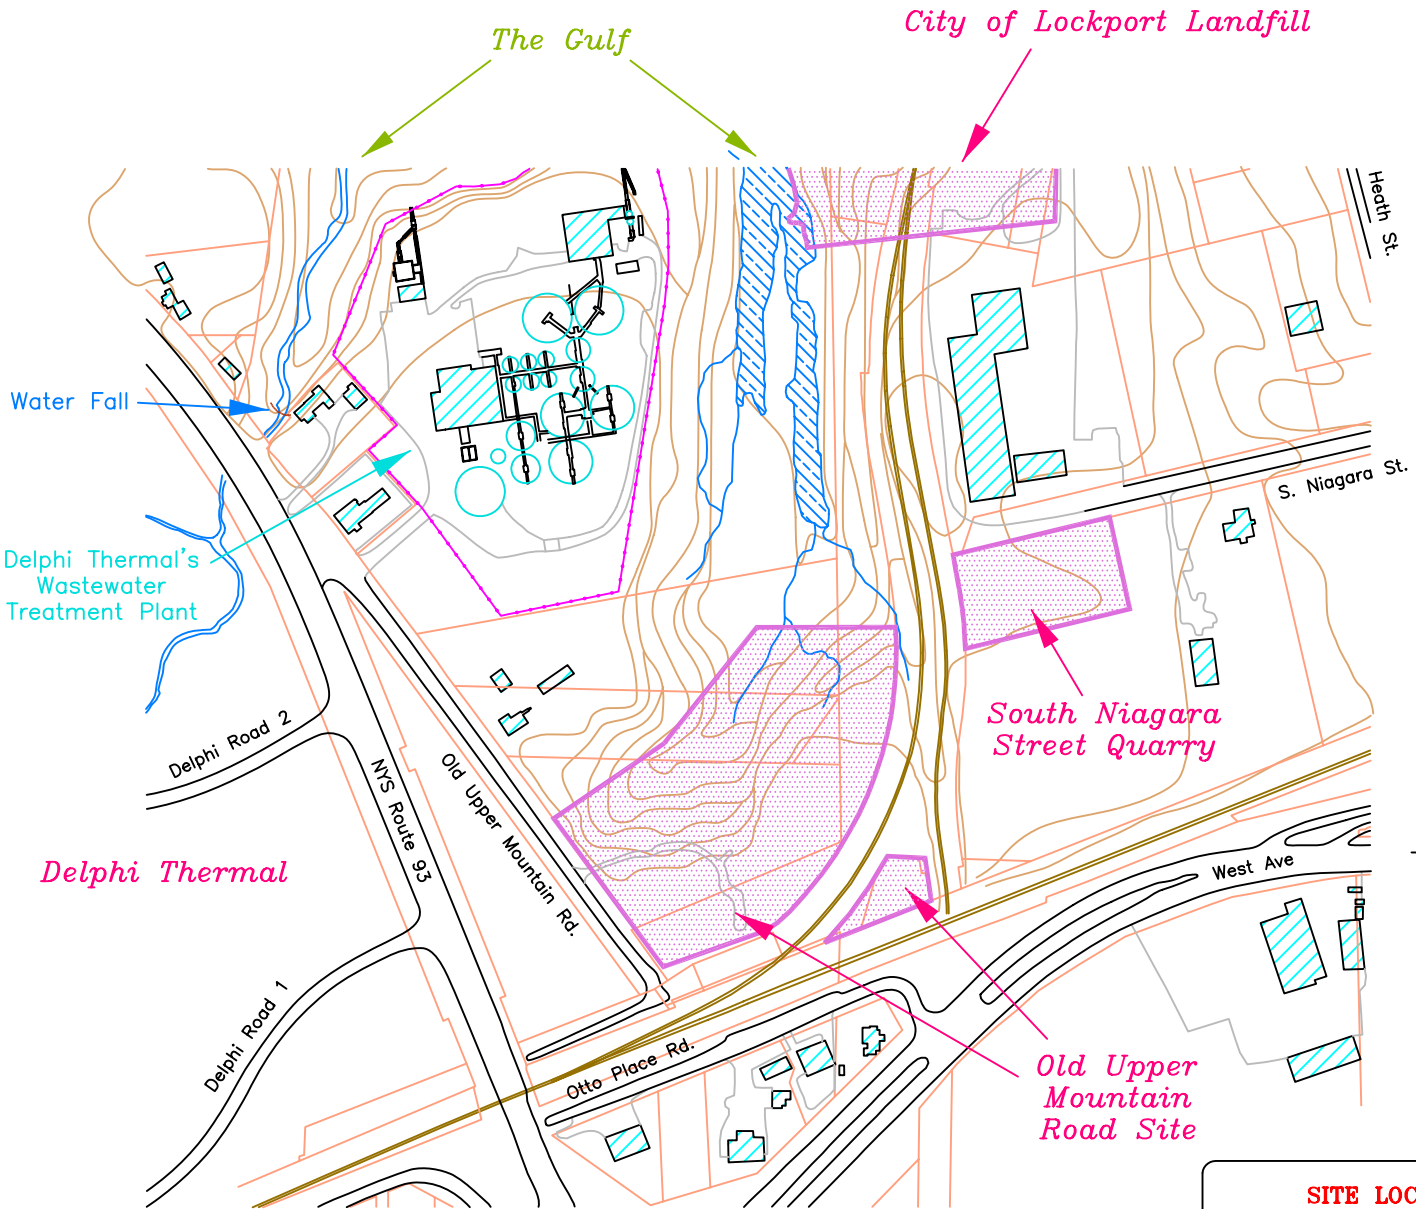 City of Lockport Landfill
The Gulf
Heath St.
Water Fall
S. Niagara St.
Delphi Thermal's
Wastewater
Treatment Plant
South Niagara
Street Quarry
Delphi Road 2
NYS Route 93
Old Upper Mountain Rd.
Delphi Thermal
West Ave
Delphi Road 1
Otto Place Rd.
Old Upper
Mountain
Road Site
SITE LOC